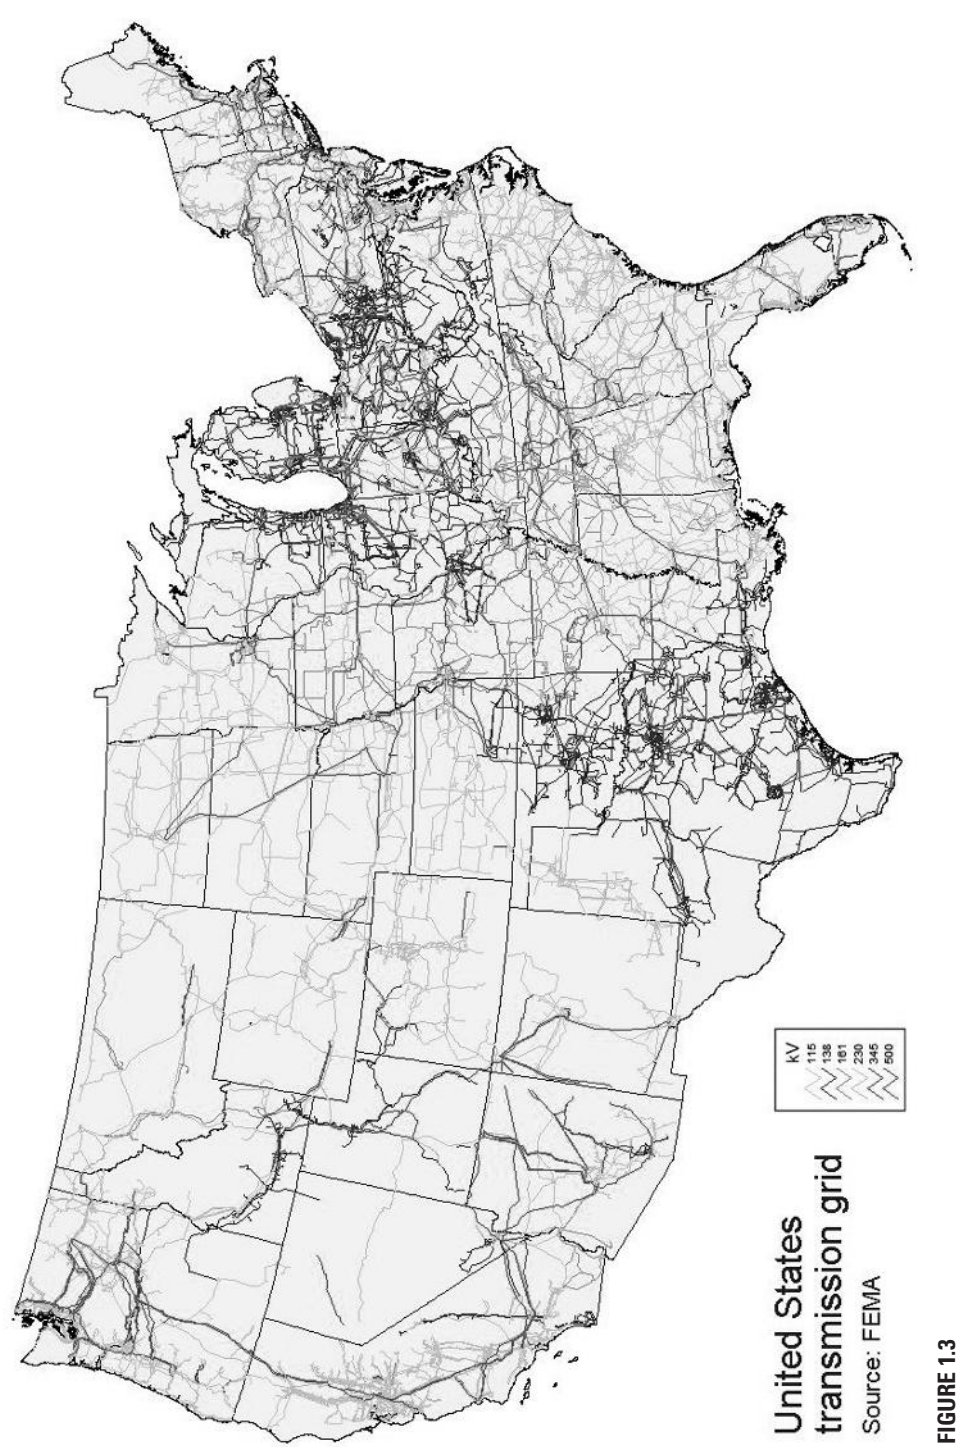 United States
transmission grid
Source: FEMA
kV
115
138
161
230
345
500
FIGURE 1.3